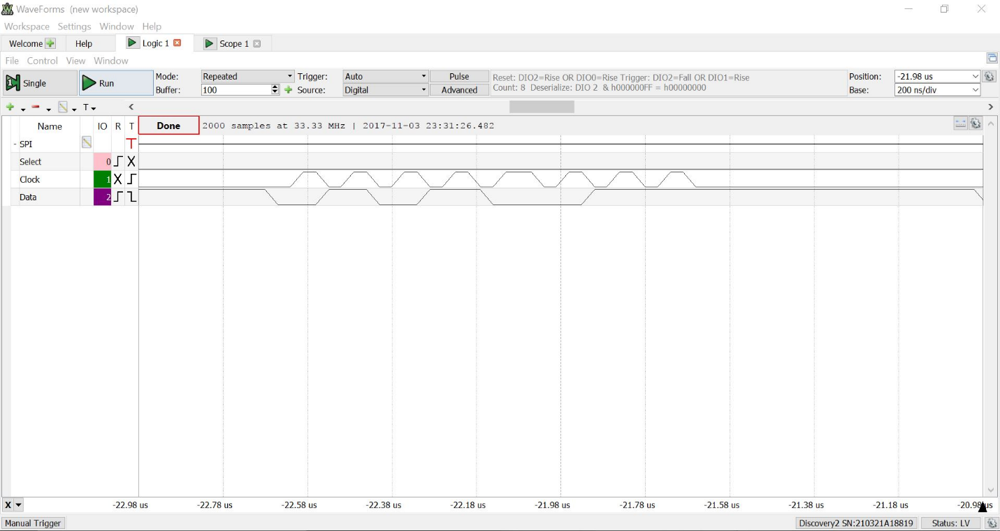 WaveForms (new workspace)
Workspace Settings Window Help
Welcome Help Logic 1 Scope 1
File Control View Window
Single Run Mode: Repeated Trigger: Auto Pulse Reset: DIO2=Rise OR DIO0=Rise Trigger: DIO2=Fall OR DIO1=Rise Position: -21.98 us
Buffer: 100 Source: Digital Advanced Count: 8 Deserialize: DIO 2 & h000000FF = h00000000 Base: 200 ns/div
T
Name IO R T Done 2000 samples at 33.33 MHz | 2017-11-03 23:31:26.482
- SPI
Select 0 X
Clock 1 X
Data 2
X -22.98 us -22.78 us -22.58 us -22.38 us -22.18 us -21.98 us -21.78 us -21.58 us -21.38 us -21.18 us -20.98 us
Manual Trigger Discovery2 SN:210321A18819 Status: LV